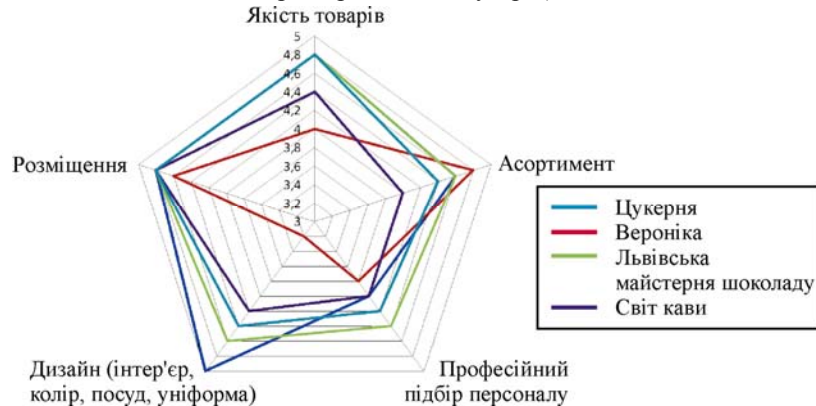 Якість товарів
5
4,8
4,6
4,4
4,2
4
3,8
3,6
3,4
3,2
3
Розміщення
Асортимент
Цукерня
Вероніка
Львівська
майстерня шоколаду
Світ кави
Дизайн (інтер'єр,
колір, посуд, уніформа)
Професійний
підбір персоналу